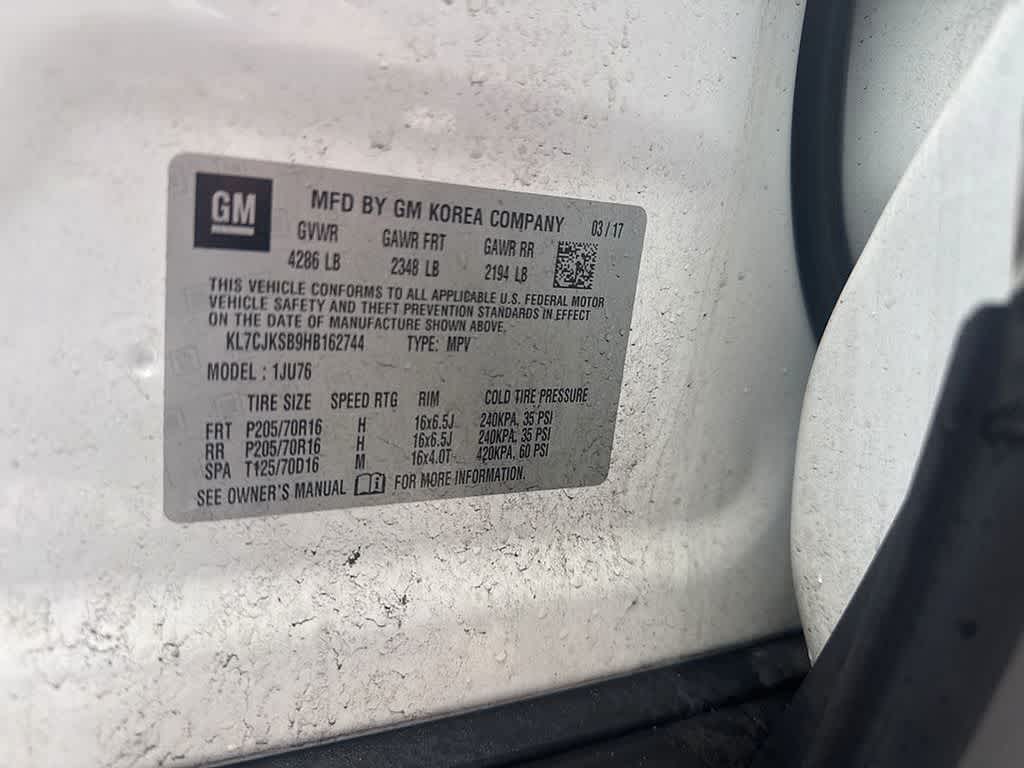 GM MFD BY GM KOREA COMPANY 03/17
GVWR GAWR FRT GAWR RR
4286 LB 2348 LB 2194 LB
THIS VEHICLE CONFORMS TO ALL APPLICABLE U.S. FEDERAL MOTOR
VEHICLE SAFETY AND THEFT PREVENTION STANDARDS IN EFFECT
ON THE DATE OF MANUFACTURE SHOWN ABOVE.
KL7CJKSB9HB162744 TYPE: MPV
MODEL : 1JU76
TIRE SIZE SPEED RTG RIM COLD TIRE PRESSURE
FRT P205/70R16 H 16x6.5J 240KPA, 35 PSI
RR P205/70R16 H 16x6.5J 240KPA, 35 PSI
SPA T125/70D16 M 16x4.0T 420KPA, 60 PSI
SEE OWNER'S MANUAL FOR MORE INFORMATION.